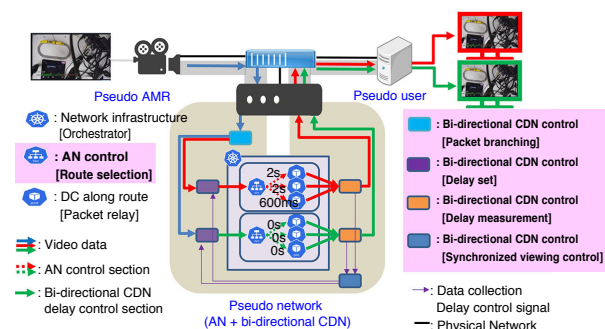 Pseudo AMR
Pseudo user
: Network infrastructure
[Orchestrator]
: AN control
[Route selection]
: DC along route
[Packet relay]
: Video data
: AN control section
: Bi-directional CDN
delay control section
2s
2s
600ms
0s
0s
0s
Pseudo network
(AN + bi-directional CDN)
: Bi-directional CDN control
[Packet branching]
: Bi-directional CDN control
[Delay set]
: Bi-directional CDN control
[Delay measurement]
: Bi-directional CDN control
[Synchronized viewing control]
: Data collection
Delay control signal
: Physical Network